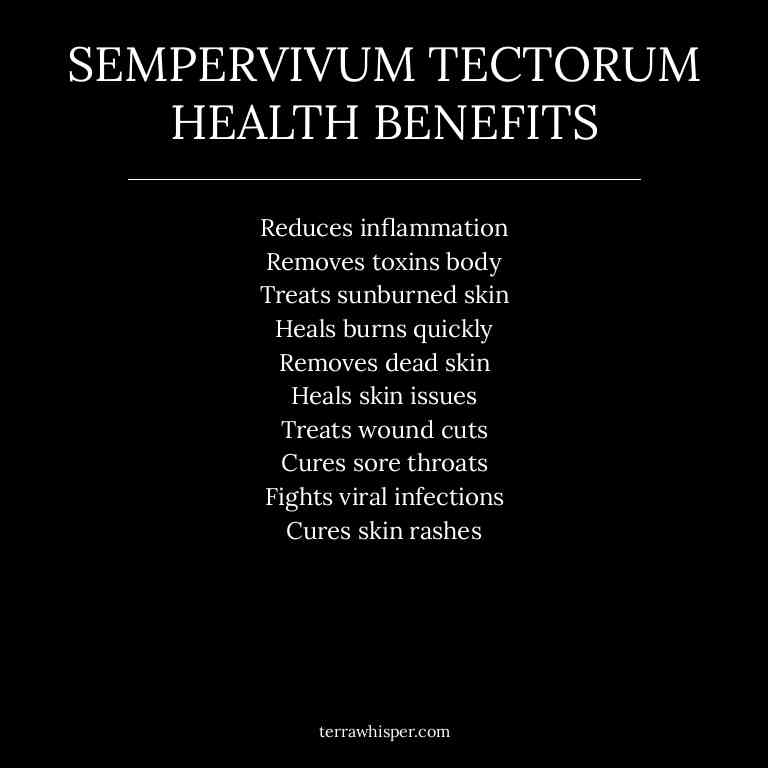 SEMPERVIVUM TECTORUM
HEALTH BENEFITS
Reduces inflammation
Removes toxins body
Treats sunburned skin
Heals burns quickly
Removes dead skin
Heals skin issues
Treats wound cuts
Cures sore throats
Fights viral infections
Cures skin rashes
terrawhisper.com